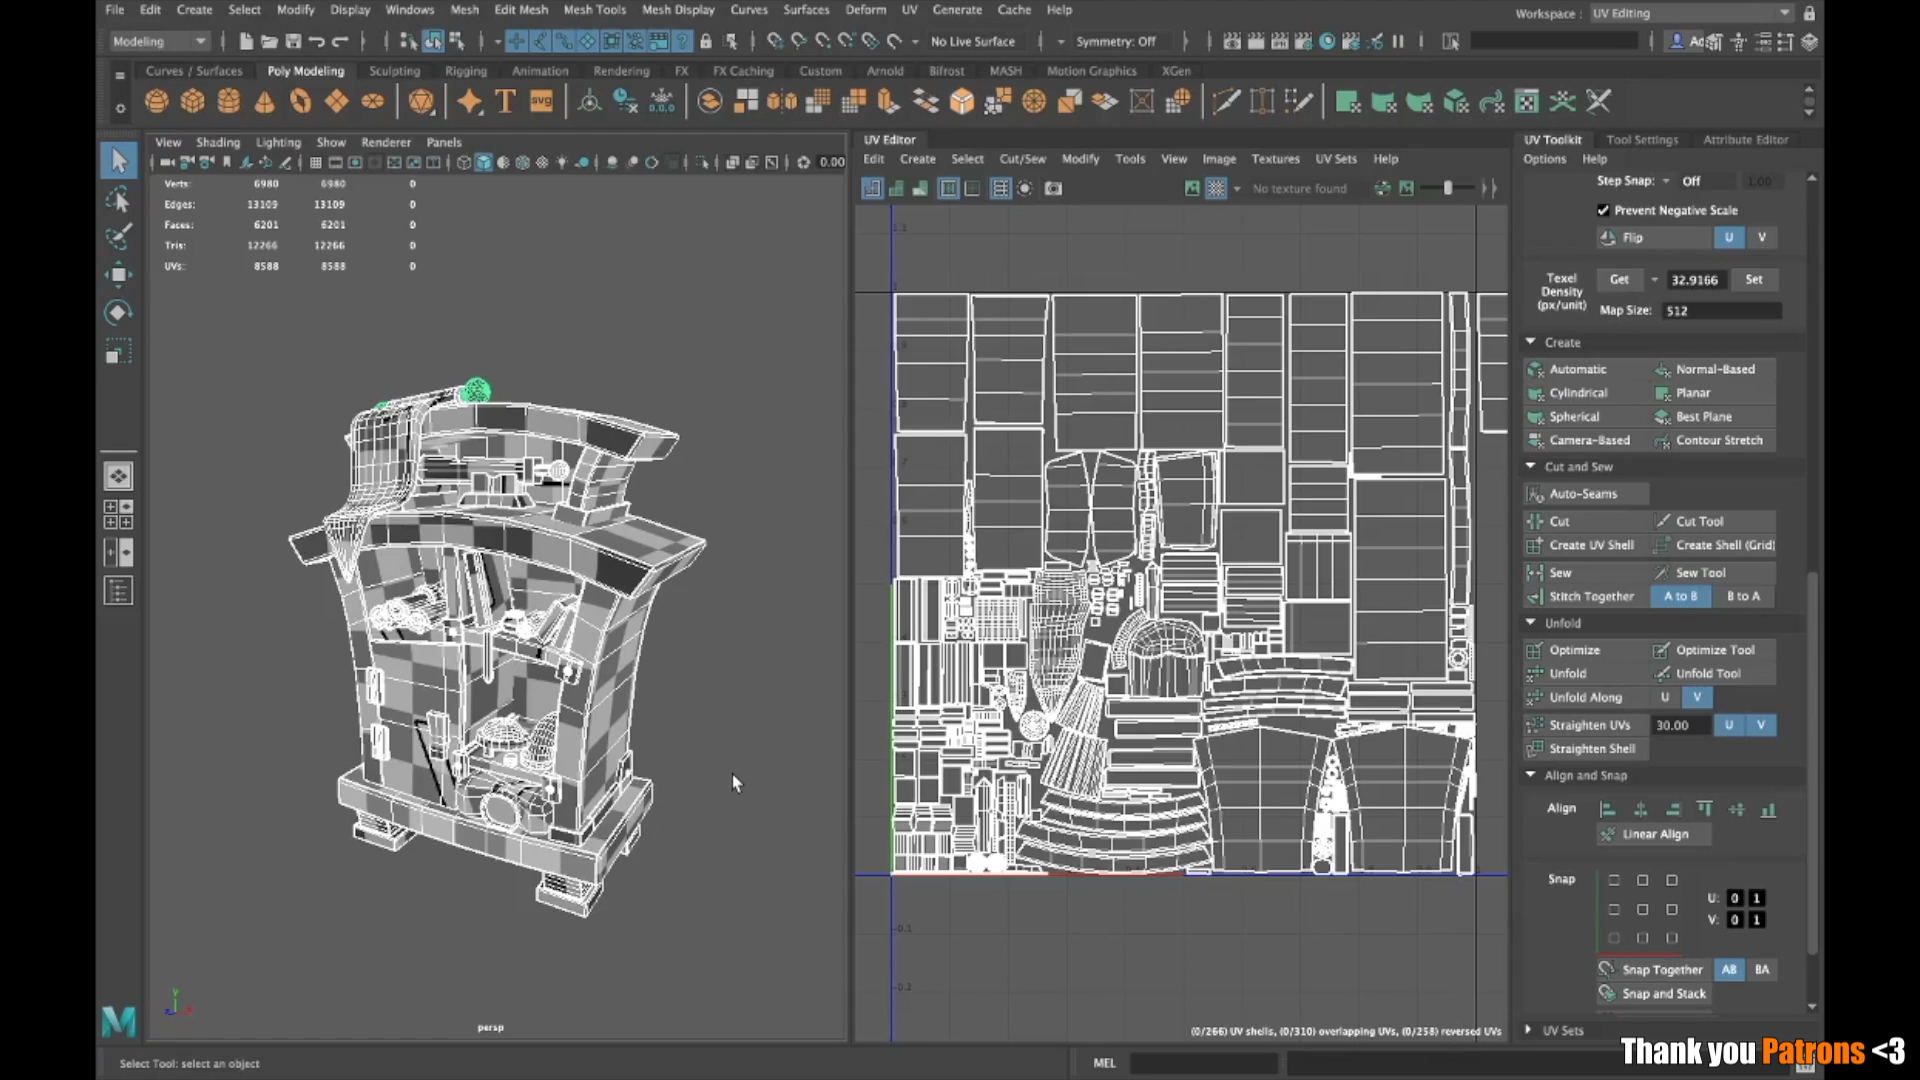 File Edit Create Select Modify Display Windows Mesh Edit Mesh Mesh Tools Mesh Display Curves Surfaces Deform UV Generate Cache Help
Workspace : UV Editing
Modeling
No Live Surface
Symmetry: Off
Curves / Surfaces Poly Modeling Sculpting Rigging Animation Rendering FX FX Caching Custom Arnold Bifrost MASH Motion Graphics XGen
View Shading Lighting Show Renderer Panels
0.00
Verts: 6980 6980 0
Edges: 13109 13109 0
Faces: 6201 6201 0
Tris: 12266 12266 0
UVs: 8588 8588 0
persp
UV Editor
Edit Create Select Cut/Sew Modify Tools View Image Textures UV Sets Help
No texture found
1.1
-0.1
-0.2
(0/266) UV shells, (0/310) overlapping UVs, (0/258) reversed UVs
UV Toolkit Tool Settings Attribute Editor
Options Help
Step Snap: Off 1.00
Prevent Negative Scale
Flip U V
Texel Density (px/unit) Get 32.9166 Set
Map Size: 512
Create
Automatic Normal-Based
Cylindrical Planar
Spherical Best Plane
Camera-Based Contour Stretch
Cut and Sew
Auto-Seams
Cut Cut Tool
Create UV Shell Create Shell (Grid)
Sew Sew Tool
Stitch Together A to B B to A
Unfold
Optimize Optimize Tool
Unfold Unfold Tool
Unfold Along U V
Straighten UVs 30.00 U V
Straighten Shell
Align and Snap
Align
Linear Align
Snap
U: 0 1
V: 0 1
Snap Together AB BA
Snap and Stack
UV Sets
Select Tool: select an object
MEL
Thank you Patrons <3